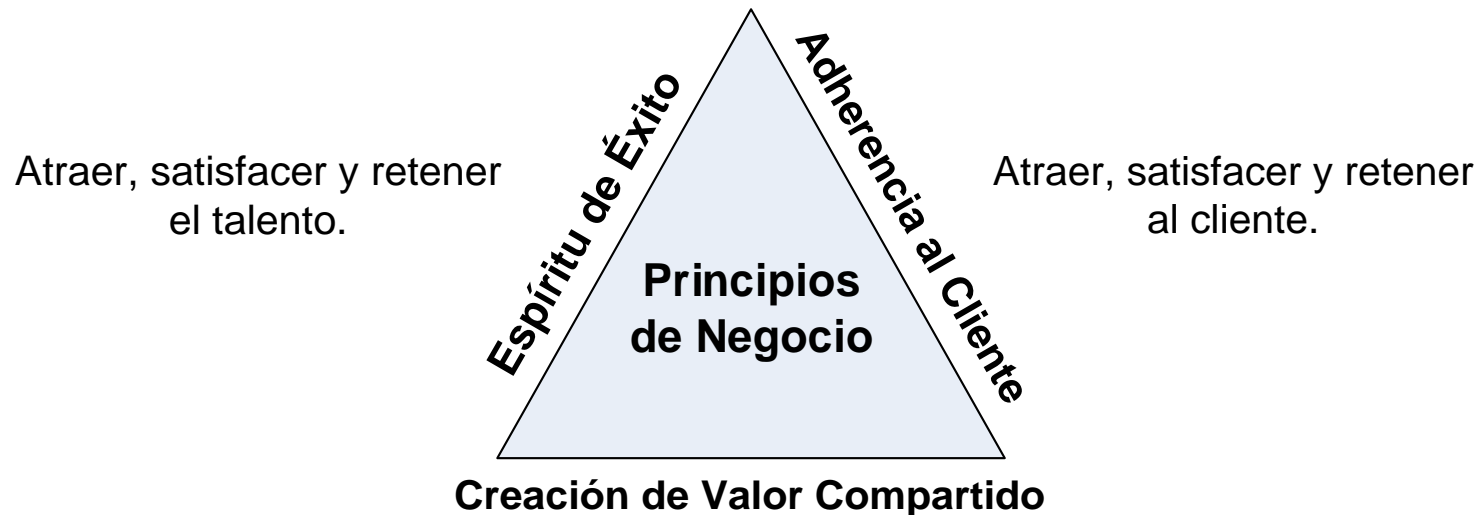 Adherencia al Cliente
Espíritu de Éxito
Atraer, satisfacer y retener
el talento.
Atraer, satisfacer y retener
al cliente.
Principios
de Negocio
Creación de Valor Compartido